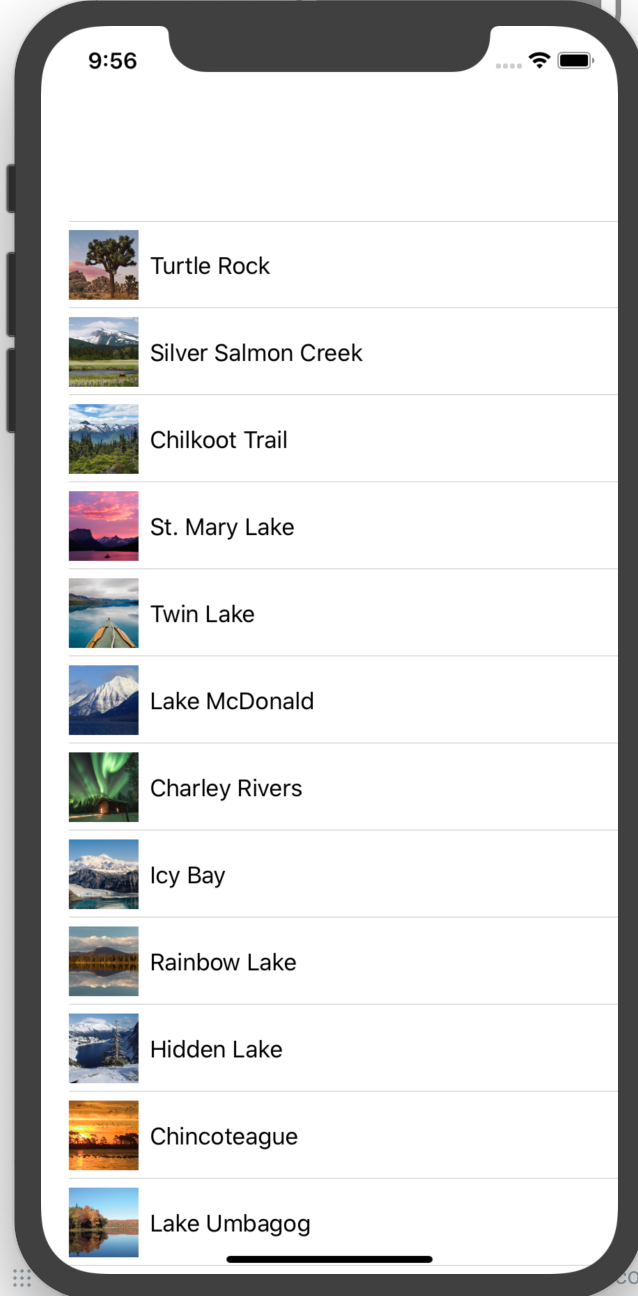 9:56
Turtle Rock
Silver Salmon Creek
Chilkoot Trail
St. Mary Lake
Twin Lake
Lake McDonald
Charley Rivers
Icy Bay
Rainbow Lake
Hidden Lake
Chincoteague
Lake Umbagog